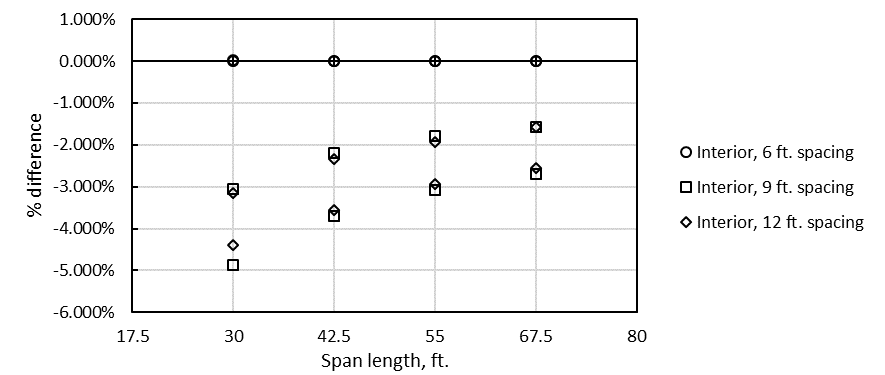 1.000%
0.000%
-1.000%
-2.000%
-3.000%
-4.000%
-5.000%
-6.000%
% difference
17.5 30 42.5 55 67.5 80
Span length, ft.
Interior, 6 ft. spacing
Interior, 9 ft. spacing
Interior, 12 ft. spacing